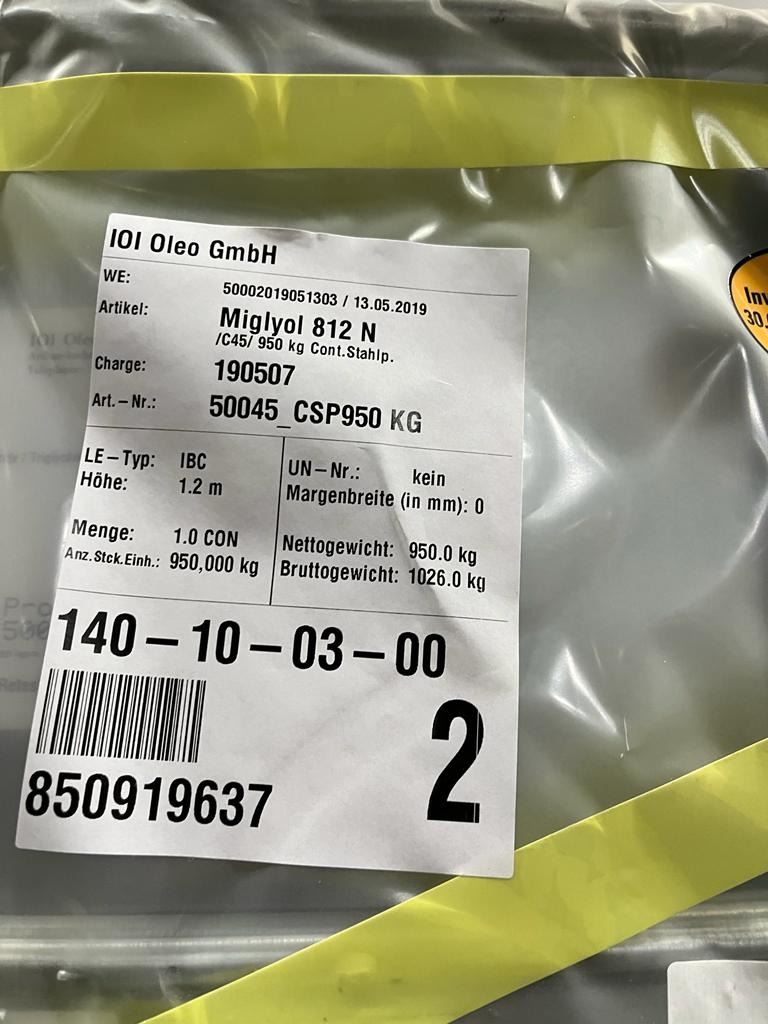 IOI Oleo GmbH
WE: 50002019051303 / 13.05.2019
Artikel: Miglyol 812 N
/C45/ 950 kg Cont.Stahlp.
Charge: 190507
Art.-Nr.: 50045_CSP950 KG
LE-Typ: IBC
Höhe: 1.2 m
Menge: 1.0 CON
Anz.Stck.Einh.: 950,000 kg
UN-Nr.: kein
Margenbreite (in mm): 0
Nettogewicht: 950.0 kg
Bruttogewicht: 1026.0 kg
140-10-03-00
2
850919637